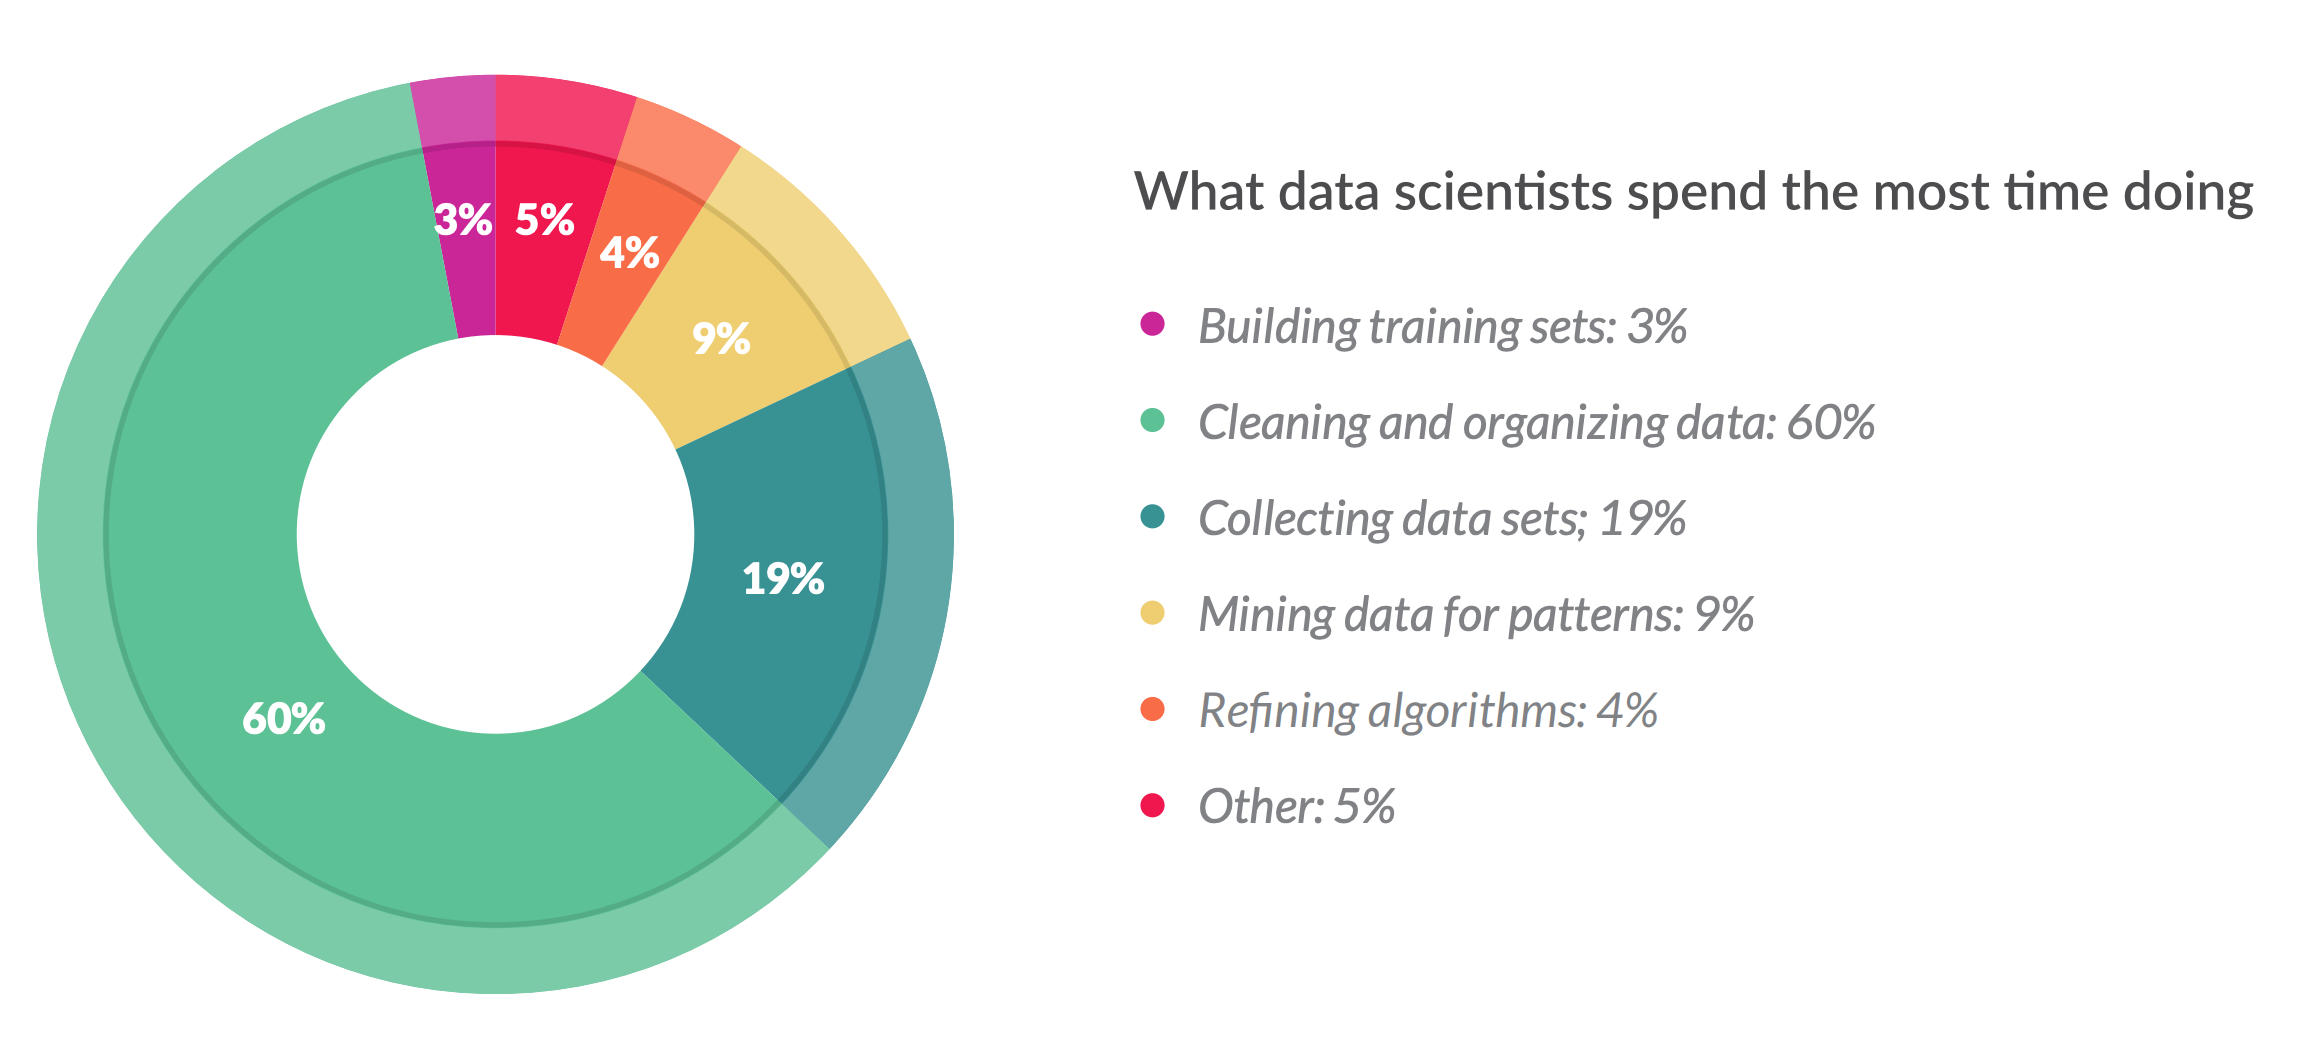 3%
5%
4%
9%
19%
60%
What data scientists spend the most time doing
Building training sets: 3%
Cleaning and organizing data: 60%
Collecting data sets; 19%
Mining data for patterns: 9%
Refining algorithms: 4%
Other: 5%